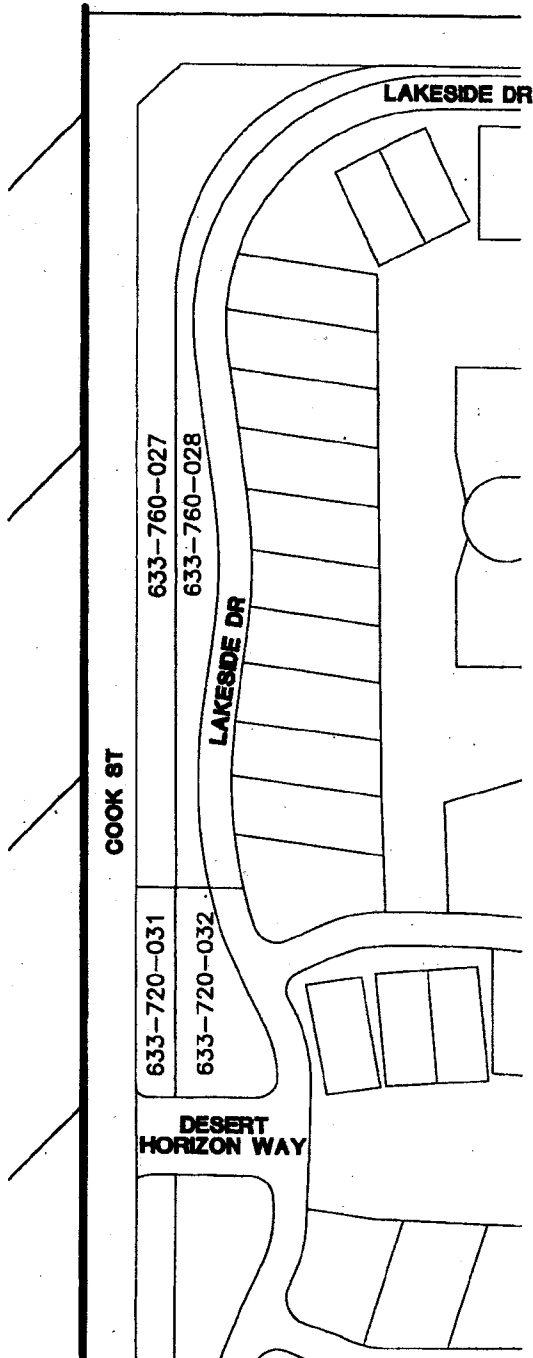 LAKESIDE DR
633-760-027
633-760-028
LAKESIDE DR
COOK ST
633-720-031
633-720-032
DESERT
HORIZON WAY